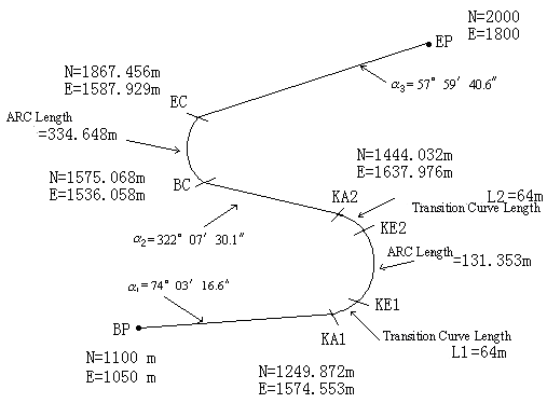 N=2000
E=1800
EP
N=1867.456m
E=1587.929m
EC
α₃=57° 59′ 40.6″
ARC Length
=334.648m
N=1575.068m
E=1536.058m
BC
N=1444.032m
E=1637.976m
KA2
L2=64m
Transition Curve Length
KE2
α₂=322° 07′ 30.1″
ARC Length=131.353m
α₁=74° 03′ 16.6″
BP
KE1
KA1
Transition Curve Length
L1=64m
N=1100 m
E=1050 m
N=1249.872m
E=1574.553m